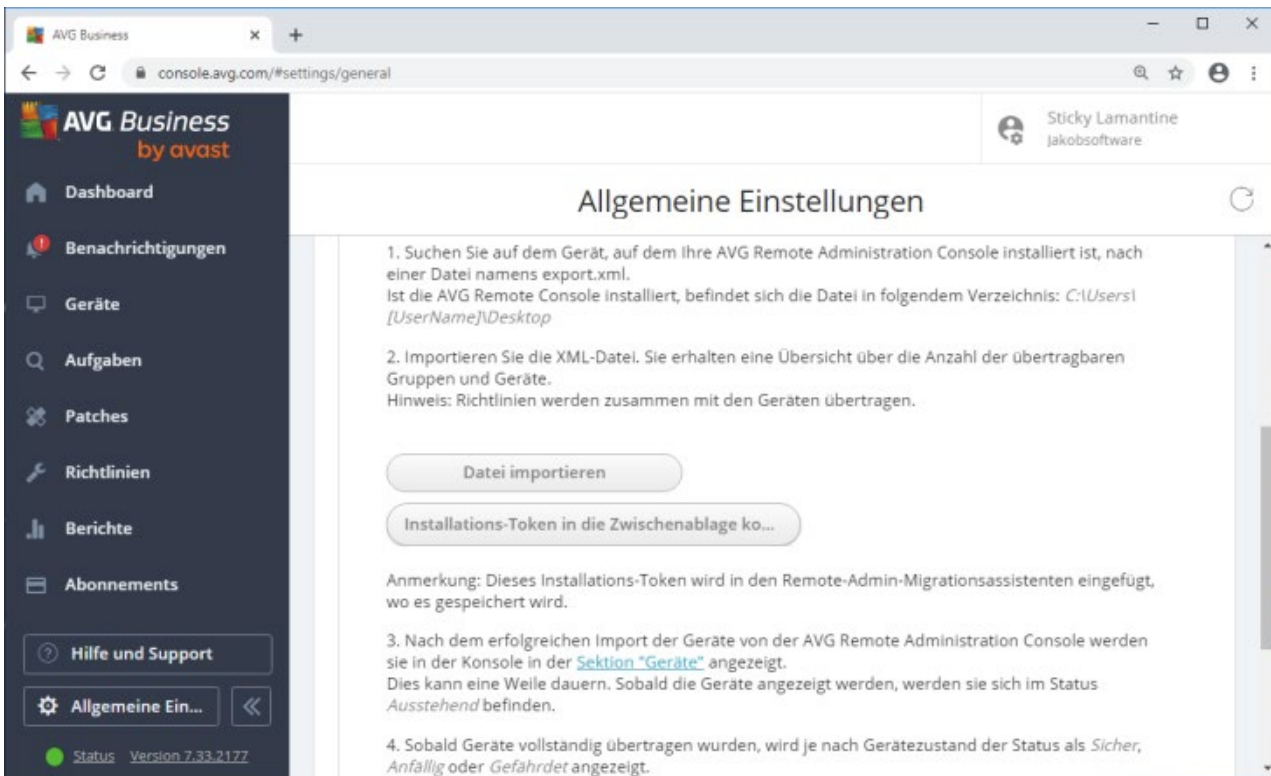 AVG Business
console.avg.com/#settings/general
AVG Business
by avast
Sticky Lamantine
Jakobsoftware
Dashboard
Benachrichtigungen
Geräte
Aufgaben
Patches
Richtlinien
Berichte
Abonnements
Hilfe und Support
Allgemeine Ein...
Status Version 7.33.2177
Allgemeine Einstellungen
1. Suchen Sie auf dem Gerät, auf dem Ihre AVG Remote Administration Console installiert ist, nach
einer Datei namens export.xml.
Ist die AVG Remote Console installiert, befindet sich die Datei in folgendem Verzeichnis: C:\Users\
[UserName]\Desktop
2. Importieren Sie die XML-Datei. Sie erhalten eine Übersicht über die Anzahl der übertragbaren
Gruppen und Geräte.
Hinweis: Richtlinien werden zusammen mit den Geräten übertragen.
Datei importieren
Installations-Token in die Zwischenablage ko...
Anmerkung: Dieses Installations-Token wird in den Remote-Admin-Migrationsassistenten eingefügt,
wo es gespeichert wird.
3. Nach dem erfolgreichen Import der Geräte von der AVG Remote Administration Console werden
sie in der Konsole in der Sektion "Geräte" angezeigt.
Dies kann eine Weile dauern. Sobald die Geräte angezeigt werden, werden sie sich im Status
Ausstehend befinden.
4. Sobald Geräte vollständig übertragen wurden, wird je nach Gerätezustand der Status als Sicher,
Anfällig oder Gefährdet angezeigt.